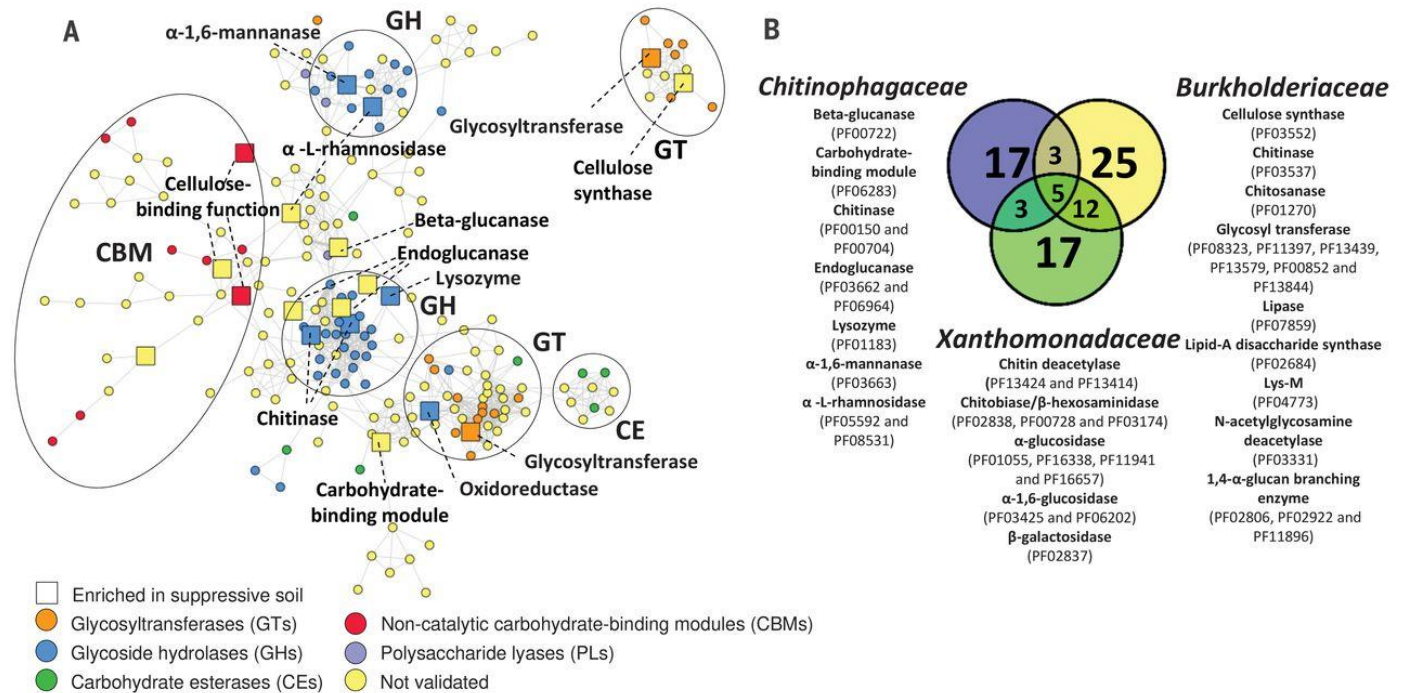 A
GH
α-1,6-mannanase
Glycosyltransferase
GT
Cellulose
synthase
α -L-rhamnosidase
Cellulose-
binding function
CBM
Beta-glucanase
Endoglucanase
Lysozyme
GH
GT
Chitinase
CE
Glycosyltransferase
Oxidoreductase
Carbohydrate-
binding module
Enriched in suppressive soil
Glycosyltransferases (GTs)
Glycoside hydrolases (GHs)
Carbohydrate esterases (CEs)
Non-catalytic carbohydrate-binding modules (CBMs)
Polysaccharide lyases (PLs)
Not validated
B
Chitinophagaceae
Beta-glucanase
(PF00722)
Carbohydrate-
binding module
(PF06283)
Chitinase
(PF00150 and
PF00704)
Endoglucanase
(PF03662 and
PF06964)
Lysozyme
(PF01183)
α-1,6-mannanase
(PF03663)
α -L-rhamnosidase
(PF05592 and
PF08531)
17
3
25
5
3
12
17
Xanthomonadaceae
Chitin deacetylase
(PF13424 and PF13414)
Chitobiase/β-hexosaminidase
(PF02838, PF00728 and PF03174)
α-glucosidase
(PF01055, PF16338, PF11941
and PF16657)
α-1,6-glucosidase
(PF03425 and PF06202)
β-galactosidase
(PF02837)
Burkholderiaceae
Cellulose synthase
(PF03552)
Chitinase
(PF03537)
Chitosanase
(PF01270)
Glycosyl transferase
(PF08323, PF11397, PF13439,
PF13579, PF00852 and
PF13844)
Lipase
(PF07859)
Lipid-A disaccharide synthase
(PF02684)
Lys-M
(PF04773)
N-acetylglycosamine
deacetylase
(PF03331)
1,4-α-glucan branching
enzyme
(PF02806, PF02922 and
PF11896)